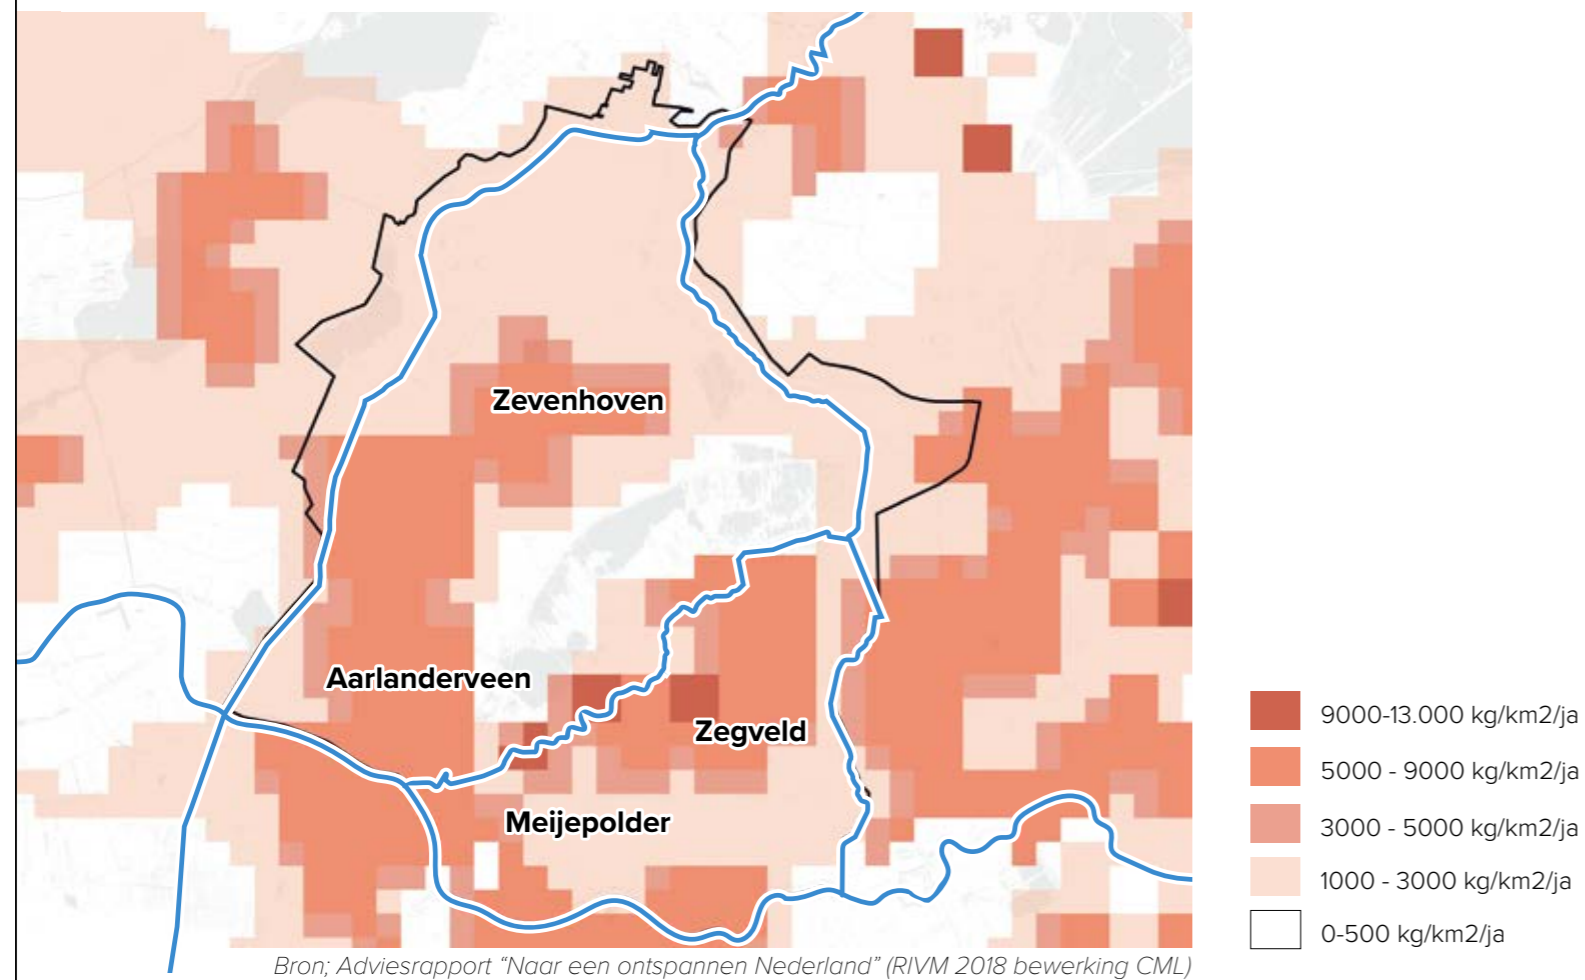 Zevenhoven
Aarlanderveen
Zegveld
Meijepolder
9000-13.000 kg/km2/ja
5000 - 9000 kg/km2/ja
3000 - 5000 kg/km2/ja
1000 - 3000 kg/km2/ja
0-500 kg/km2/ja
Bron; Adviesrapport “Naar een ontspannen Nederland” (RIVM 2018 bewerking CML)